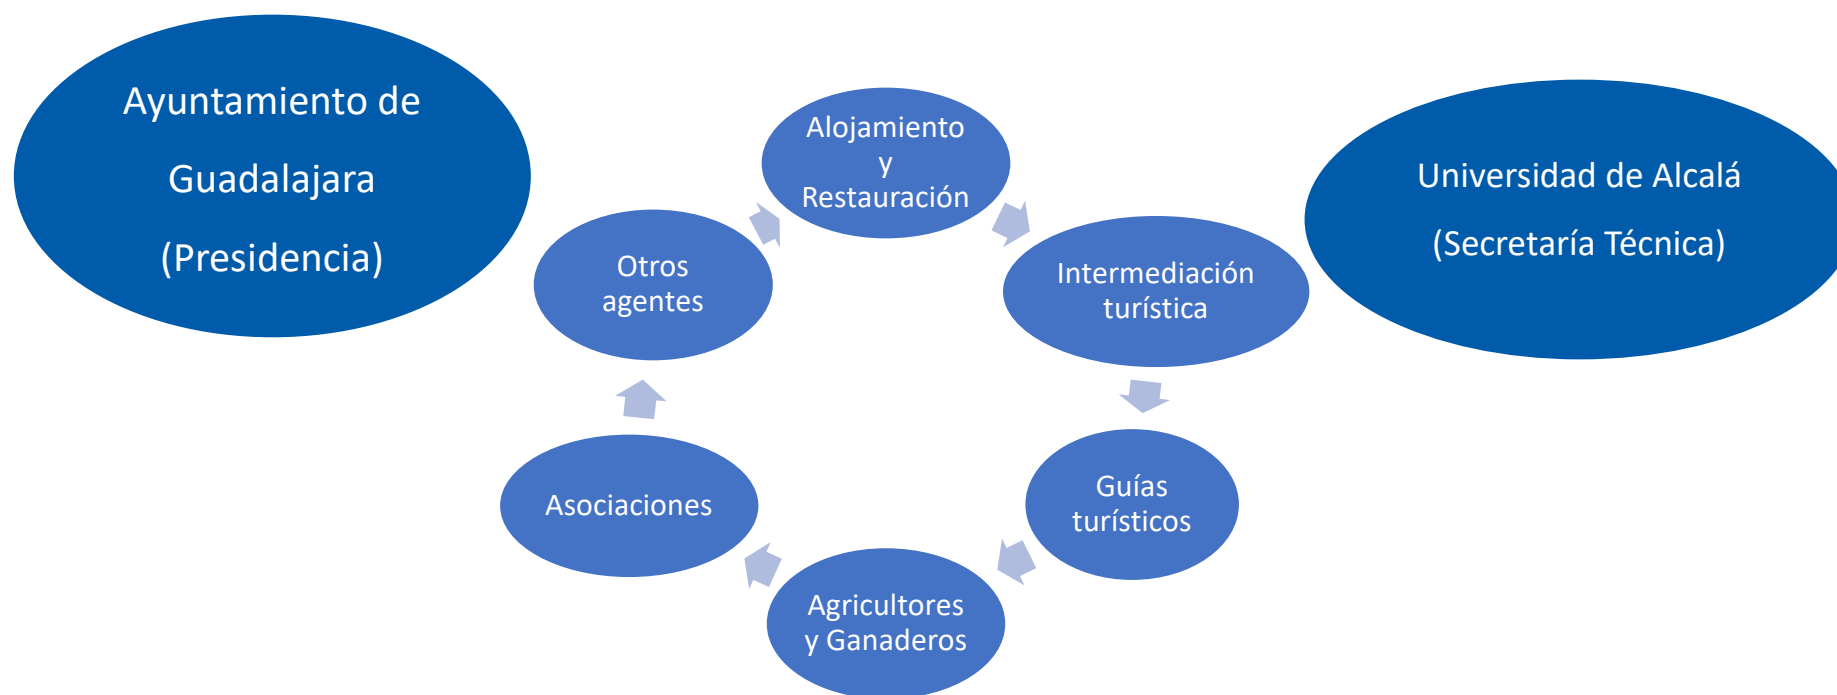 Ayuntamiento de
Guadalajara
(Presidencia)
Alojamiento
y
Restauración
Universidad de Alcalá
(Secretaría Técnica)
Intermediación
turística
Guías
turísticos
Agricultores
y Ganaderos
Asociaciones
Otros
agentes